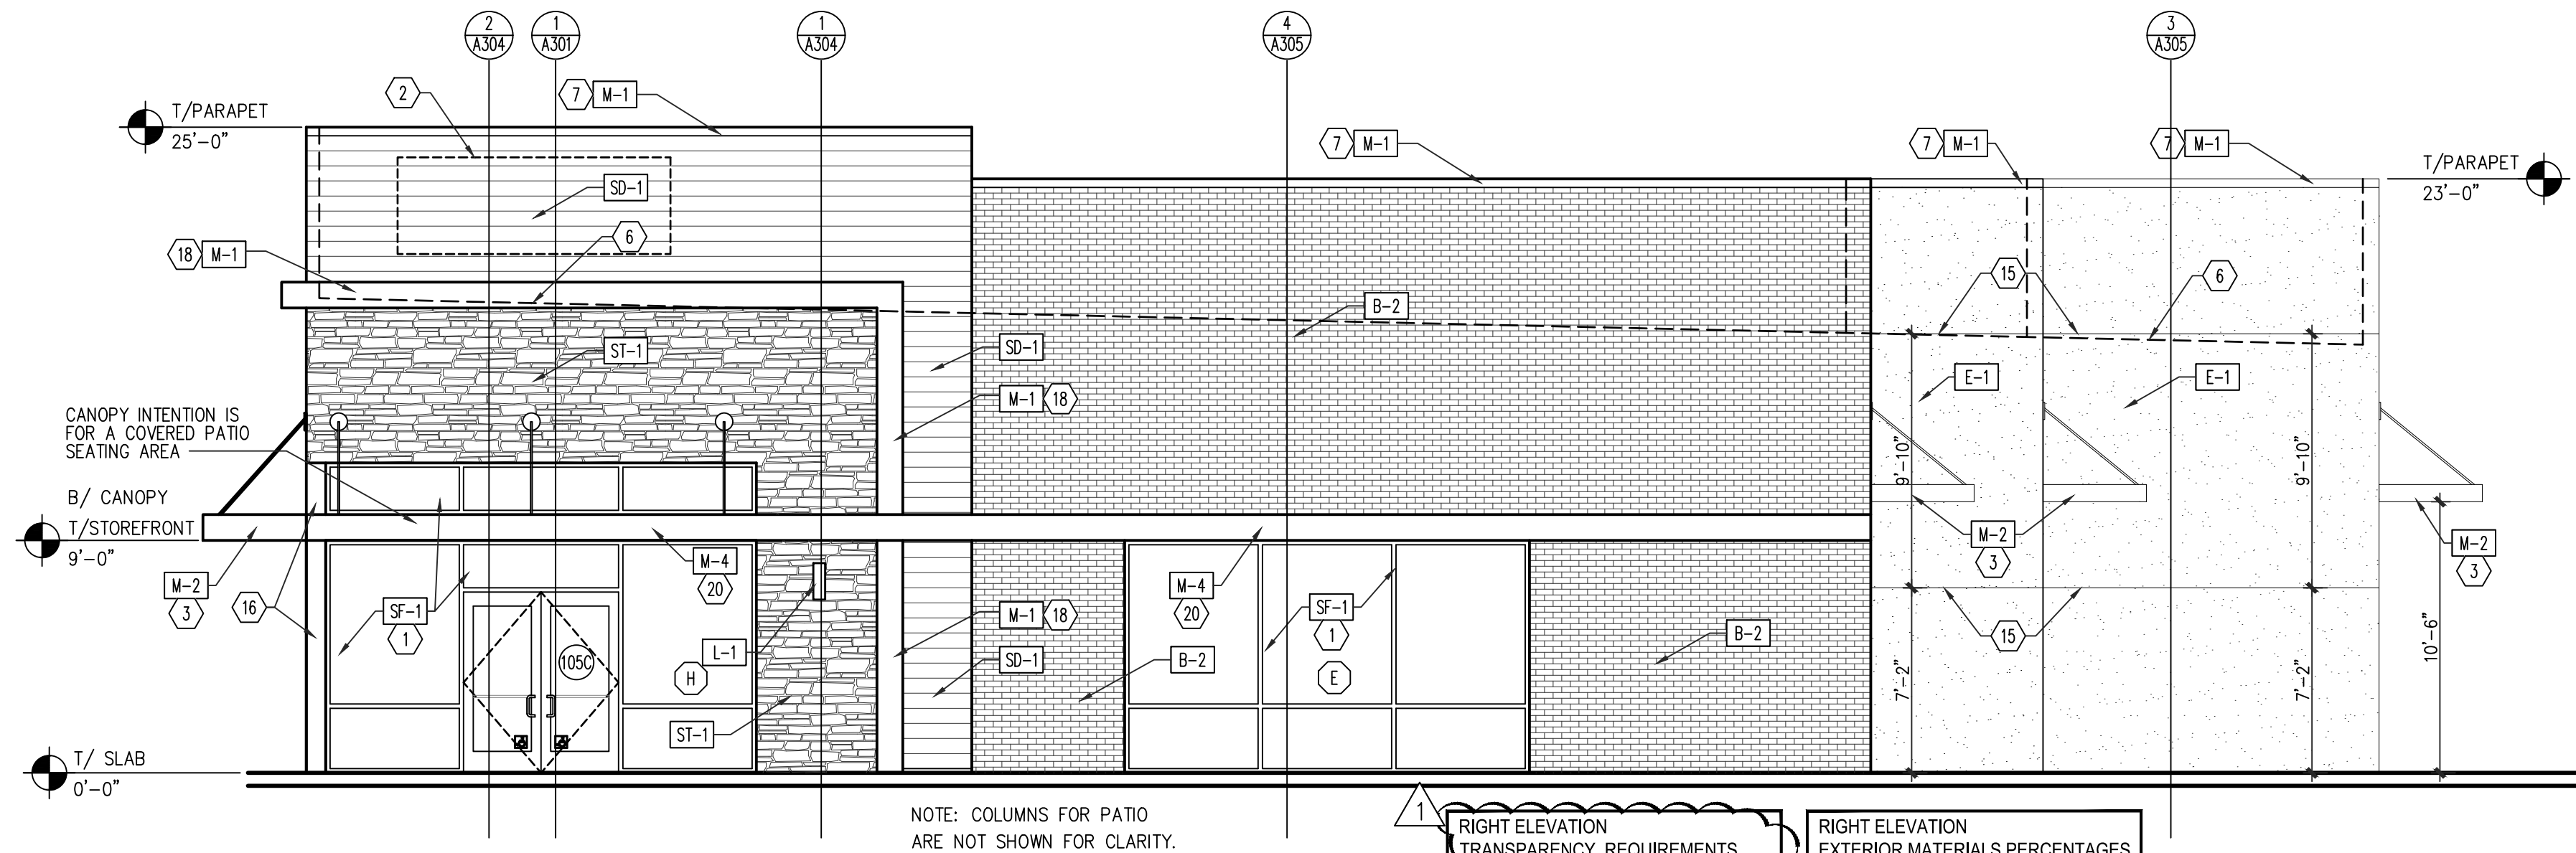 2
A304
1
A301
1
A304
4
A305
3
A305
2
7 M-1
T/PARAPET
25'-0"
7 M-1
7 M-1
7 M-1
T/PARAPET
23'-0"
SD-1
6
18 M-1
15
6
B-2
ST-1
SD-1
E-1
E-1
M-1 18
CANOPY INTENTION IS
FOR A COVERED PATIO
SEATING AREA
9'-10"
9'-10"
B/ CANOPY
T/STOREFRONT
9'-0"
M-2
3
M-2
3
M-2
3
16
SF-1
1
M-4
20
M-4
20
SF-1
1
M-1 18
15
B-2
10'-6"
L-1
105C
H
SD-1
B-2
E
7'-2"
7'-2"
ST-1
T/ SLAB
0'-0"
NOTE: COLUMNS FOR PATIO
ARE NOT SHOWN FOR CLARITY.
1
RIGHT ELEVATION
TRANSPARENCY REQUIREMENTS
RIGHT ELEVATION
EXTERIOR MATERIALS PERCENTAGES